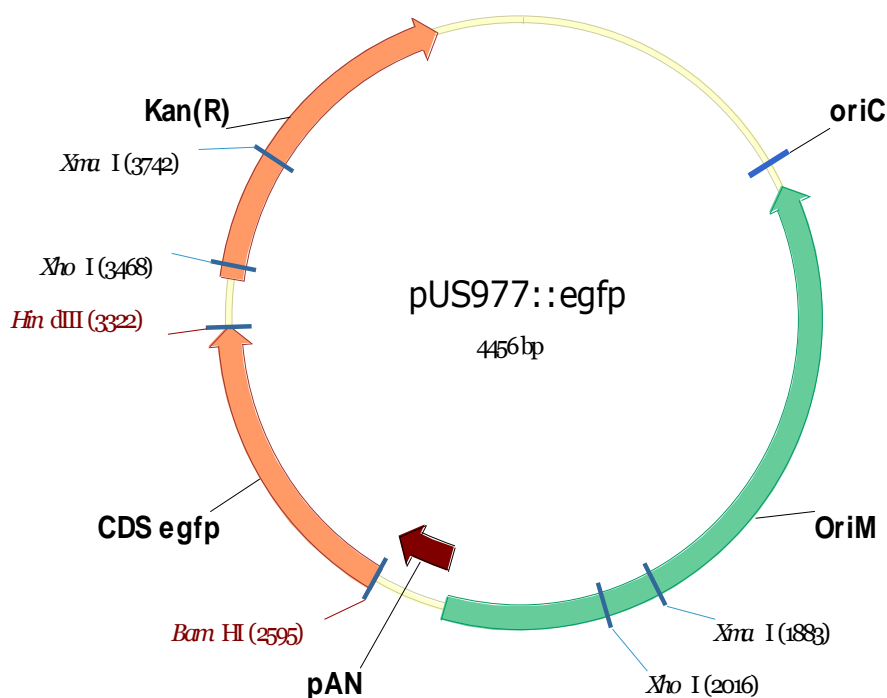 Kan(R)
oriC
Xma I (3742)
Xho I (3468)
Hin dIII (3322)
pUS977::egfp
4456 bp
CDS egfp
OriM
Bam HI (2595)
Xma I (1883)
pAN
Xho I (2016)